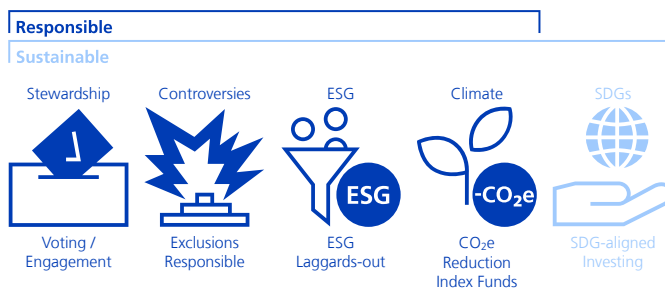 Responsible
Sustainable
Stewardship
Controversies
ESG
Climate
SDGs
ESG
-CO₂e
Voting /
Engagement
Exclusions
Responsible
ESG
Laggards-out
CO₂e
Reduction
Index Funds
SDG-aligned
Investing